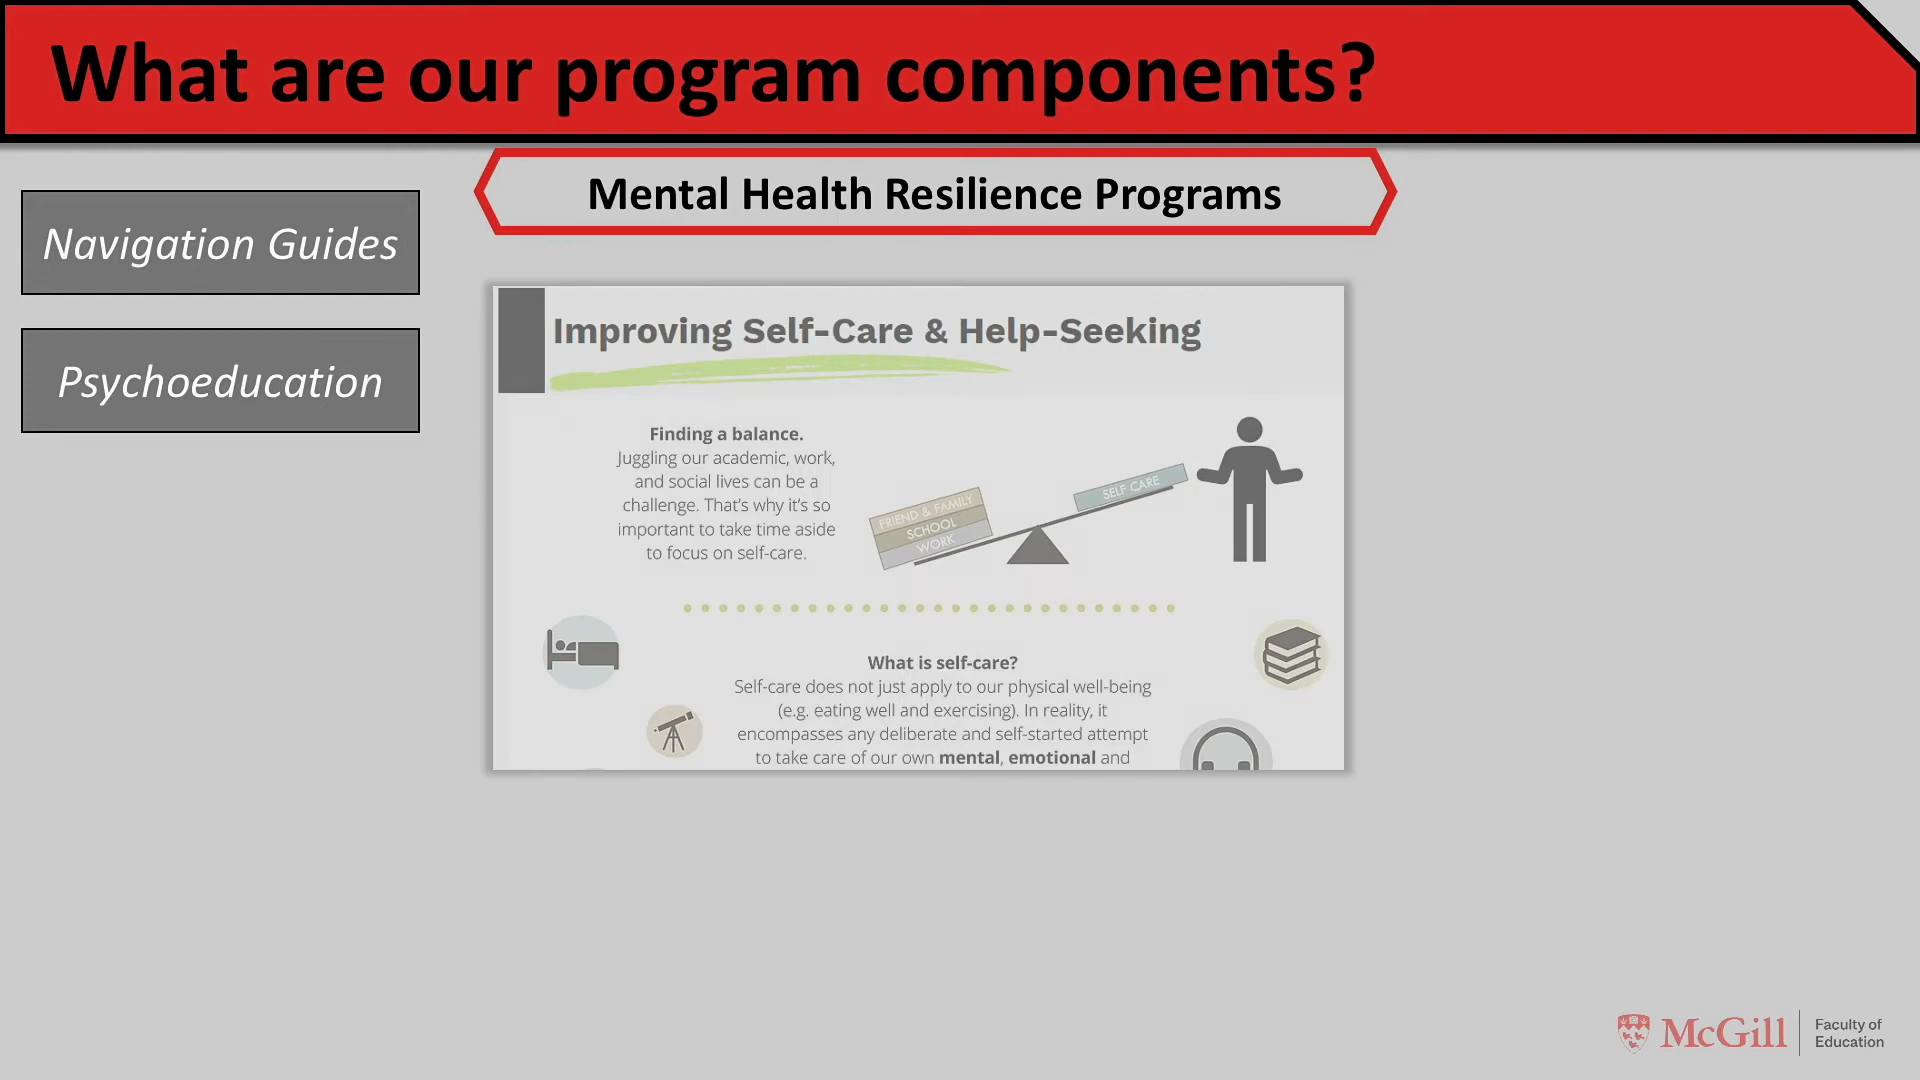 What are our program components?
Mental Health Resilience Programs
Navigation Guides
Psychoeducation
Improving Self-Care & Help-Seeking
Finding a balance.
Juggling our academic, work,
and social lives can be a
challenge. That's why it's so
important to take time aside
to focus on self-care.
FRIEND & FAMILY
SCHOOL
WORK
SELF CARE
What is self-care?
Self-care does not just apply to our physical well-being
(e.g. eating well and exercising). In reality, it
encompasses any deliberate and self-started attempt
to take care of our own mental, emotional and
McGill
Faculty of
Education